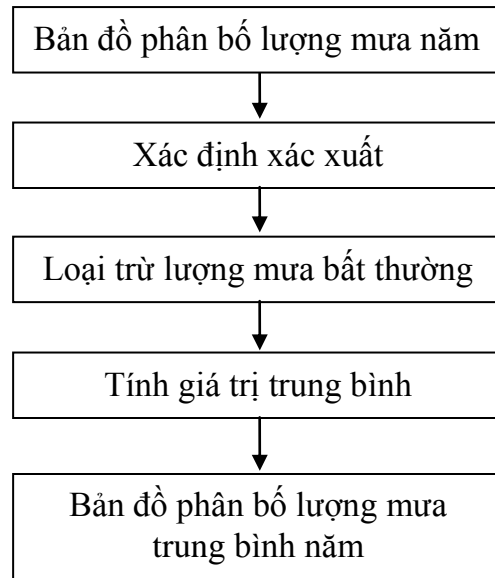 Bản đồ phân bố lượng mưa năm
Xác định xác xuất
Loại trừ lượng mưa bất thường
Tính giá trị trung bình
Bản đồ phân bố lượng mưa
trung bình năm